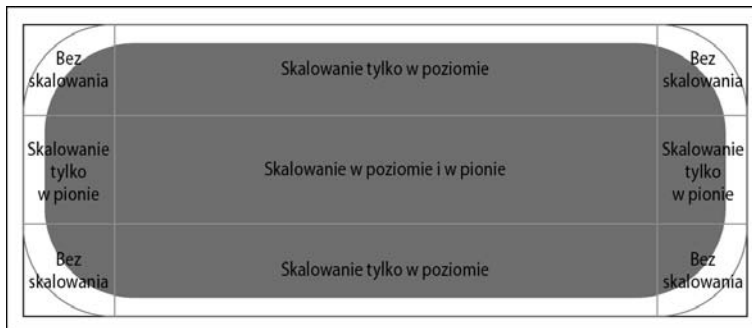 Bez
skalowania
Skalowanie tylko w poziomie
Bez
skalowania
Skalowanie
tylko
w pionie
Skalowanie w poziomie i w pionie
Skalowanie
tylko
w pionie
Bez
skalowania
Skalowanie tylko w poziomie
Bez
skalowania